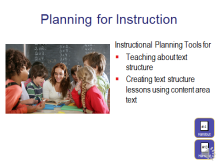 Planning for Instruction
Instructional Planning Tools for
Teaching about text
structure
Creating text structure
lessons using content area
text